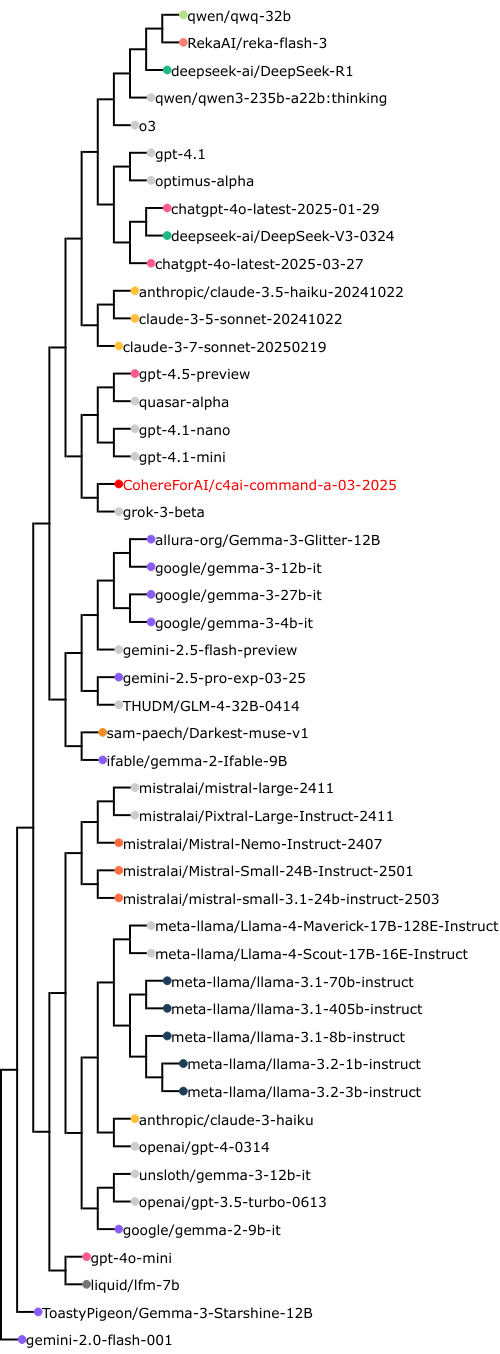 qwen/qwq-32b
RekaAI/reka-flash-3
deepseek-ai/DeepSeek-R1
qwen/qwen3-235b-a22b:thinking
o3
gpt-4.1
optimus-alpha
chatgpt-4o-latest-2025-01-29
deepseek-ai/DeepSeek-V3-0324
chatgpt-4o-latest-2025-03-27
anthropic/claude-3.5-haiku-20241022
claude-3-5-sonnet-20241022
claude-3-7-sonnet-20250219
gpt-4.5-preview
quasar-alpha
gpt-4.1-nano
gpt-4.1-mini
CohereForAI/c4ai-command-a-03-2025
grok-3-beta
allura-org/Gemma-3-Glitter-12B
google/gemma-3-12b-it
google/gemma-3-27b-it
google/gemma-3-4b-it
gemini-2.5-flash-preview
gemini-2.5-pro-exp-03-25
THUDM/GLM-4-32B-0414
sam-paech/Darkest-muse-v1
ifable/gemma-2-Ifable-9B
mistralai/mistral-large-2411
mistralai/Pixtral-Large-Instruct-2411
mistralai/Mistral-Nemo-Instruct-2407
mistralai/Mistral-Small-24B-Instruct-2501
mistralai/mistral-small-3.1-24b-instruct-2503
meta-llama/Llama-4-Maverick-17B-128E-Instruct
meta-llama/Llama-4-Scout-17B-16E-Instruct
meta-llama/llama-3.1-70b-instruct
meta-llama/llama-3.1-405b-instruct
meta-llama/llama-3.1-8b-instruct
meta-llama/llama-3.2-1b-instruct
meta-llama/llama-3.2-3b-instruct
anthropic/claude-3-haiku
openai/gpt-4-0314
unsloth/gemma-3-12b-it
openai/gpt-3.5-turbo-0613
google/gemma-2-9b-it
gpt-4o-mini
liquid/lfm-7b
ToastyPigeon/Gemma-3-Starshine-12B
gemini-2.0-flash-001